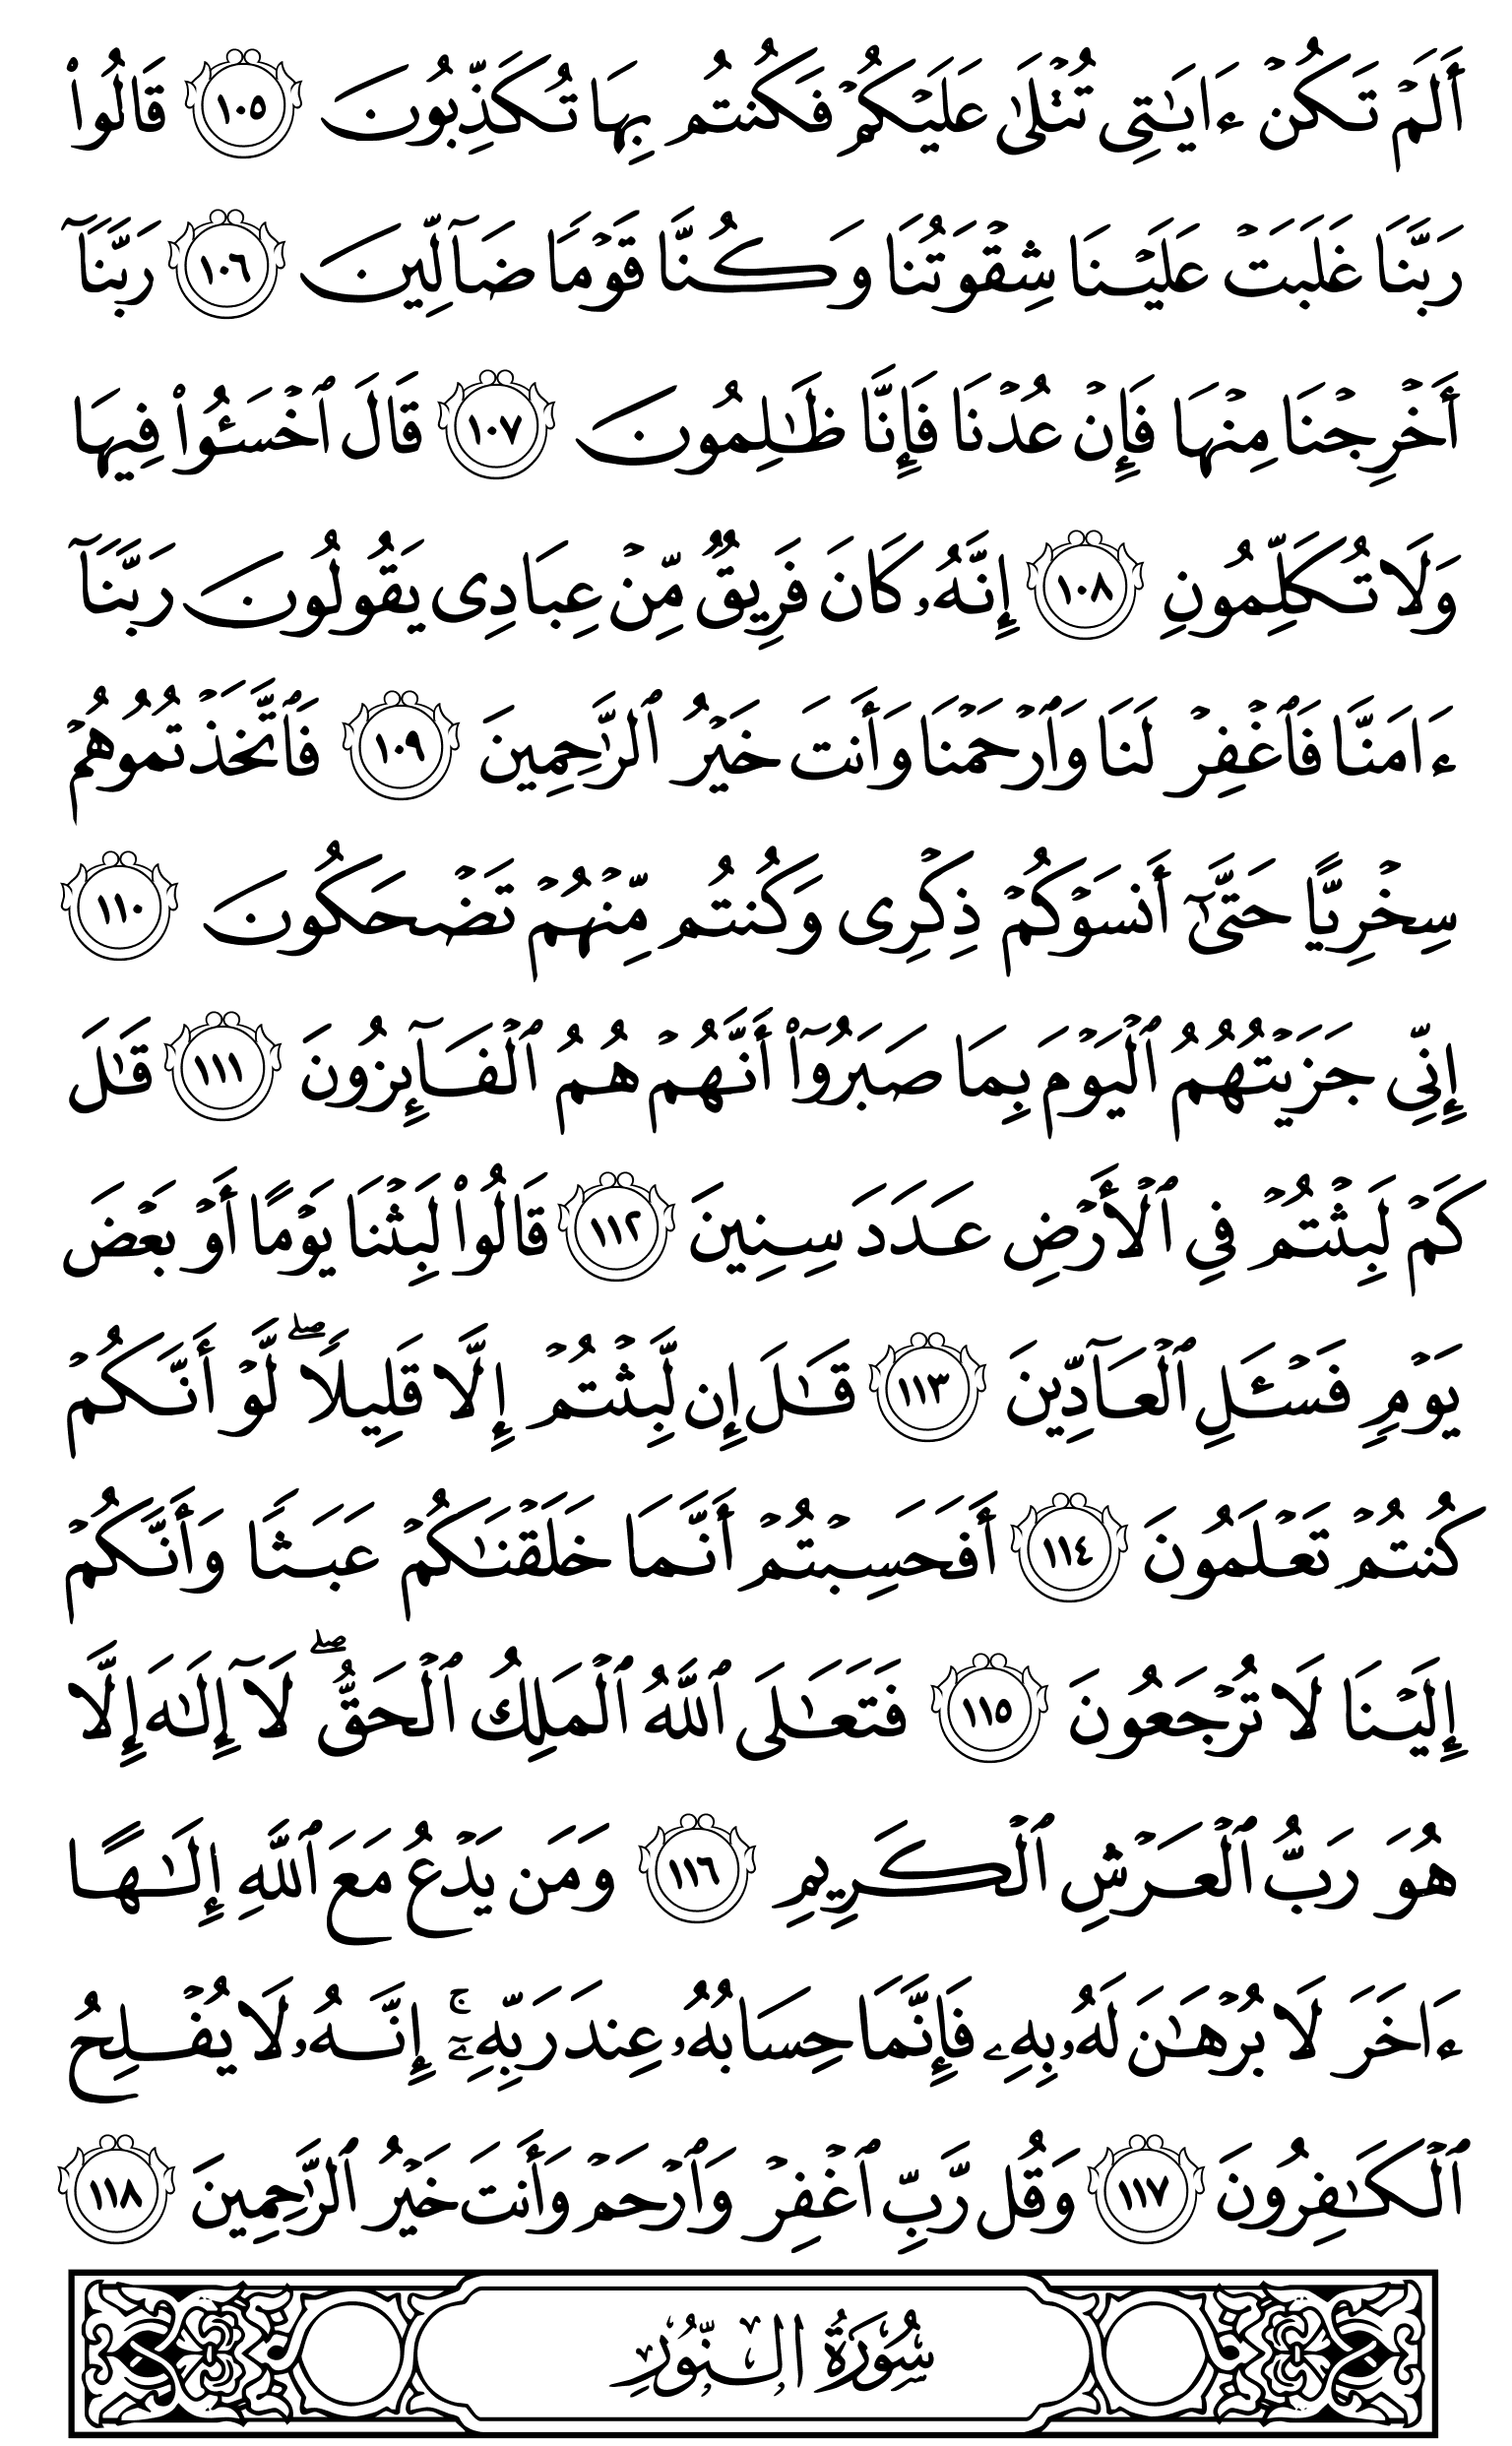 أَلَمۡ تَكُنۡ ءَايَٰتِي تُتۡلَىٰ عَلَيۡكُمۡ فَكُنتُم بِهَا تُكَذِّبُونَ ١٠٥ قَالُواْ
رَبَّنَا غَلَبَتۡ عَلَيۡنَا شِقۡوَتُنَا وَكُنَّا قَوۡمٗا ضَآلِّينَ ١٠٦ رَبَّنَآ
أَخۡرِجۡنَا مِنۡهَا فَإِنۡ عُدۡنَا فَإِنَّا ظَٰلِمُونَ ١٠٧ قَالَ ٱخۡسَـُٔواْ فِيهَا
وَلَا تُكَلِّمُونِ ١٠٨ إِنَّهُۥ كَانَ فَرِيقٞ مِّنۡ عِبَادِي يَقُولُونَ رَبَّنَآ
ءَامَنَّا فَٱغۡفِرۡ لَنَا وَٱرۡحَمۡنَا وَأَنتَ خَيۡرُ ٱلرَّٰحِمِينَ ١٠٩ فَٱتَّخَذۡتُمُوهُمۡ
سِخۡرِيًّا حَتَّىٰٓ أَنسَوۡكُمۡ ذِكۡرِي وَكُنتُم مِّنۡهُمۡ تَضۡحَكُونَ ١١٠
إِنِّي جَزَيۡتُهُمُ ٱلۡيَوۡمَ بِمَا صَبَرُوٓاْ أَنَّهُمۡ هُمُ ٱلۡفَآئِزُونَ ١١١ قَٰلَ
كَمۡ لَبِثۡتُمۡ فِي ٱلۡأَرۡضِ عَدَدَ سِنِينَ ١١٢ قَالُواْ لَبِثۡنَا يَوۡمًا أَوۡ بَعۡضَ
يَوۡمٖ فَسۡـَٔلِ ٱلۡعَآدِّينَ ١١٣ قَٰلَ إِن لَّبِثۡتُمۡ إِلَّا قَلِيلٗاۖ لَّوۡ أَنَّكُمۡ
كُنتُمۡ تَعۡلَمُونَ ١١٤ أَفَحَسِبۡتُمۡ أَنَّمَا خَلَقۡنَٰكُمۡ عَبَثٗا وَأَنَّكُمۡ
إِلَيۡنَا لَا تُرۡجَعُونَ ١١٥ فَتَعَٰلَى ٱللَّهُ ٱلۡمَلِكُ ٱلۡحَقُّۖ لَآ إِلَٰهَ إِلَّا
هُوَ رَبُّ ٱلۡعَرۡشِ ٱلۡكَرِيمِ ١١٦ وَمَن يَدۡعُ مَعَ ٱللَّهِ إِلَٰهًا
ءَاخَرَ لَا بُرۡهَٰنَ لَهُۥ بِهِۦ فَإِنَّمَا حِسَابُهُۥ عِندَ رَبِّهِۦٓۚ إِنَّهُۥ لَا يُفۡلِحُ
ٱلۡكَٰفِرُونَ ١١٧ وَقُل رَّبِّ ٱغۡفِرۡ وَٱرۡحَمۡ وَأَنتَ خَيۡرُ ٱلرَّٰحِمِينَ ١١٨
سُورَةُ النُّورِ